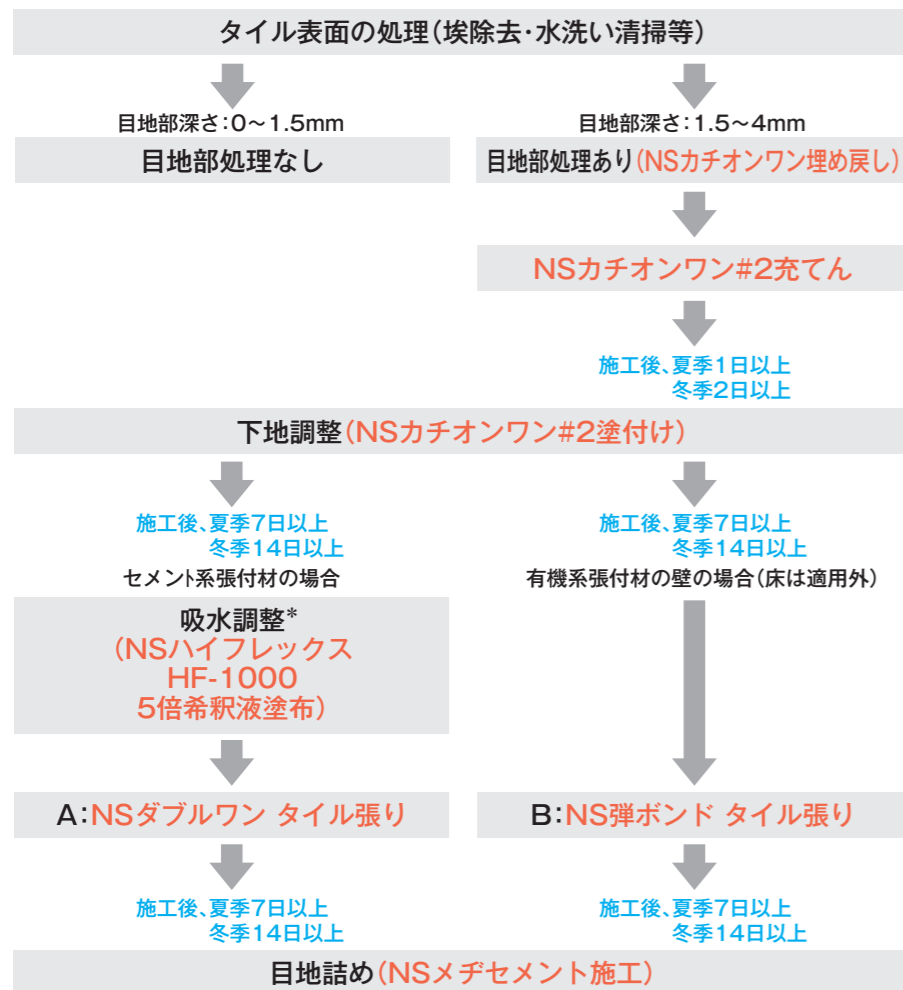 タイル表面の処理（埃除去・水洗い清掃等）
目地部深さ：0～1.5mm
目地部処理なし
目地部深さ：1.5～4mm
目地部処理あり（NSカチオンワン埋め戻し）
NSカチオンワン#2充てん
施工後、夏季1日以上
冬季2日以上
下地調整（NSカチオンワン#2塗付け）
施工後、夏季7日以上
冬季14日以上
セメント系張付材の場合
吸水調整*
（NSハイフレックス
HF-1000
5倍希釈液塗布）
A：NSダブルワン タイル張り
施工後、夏季7日以上
冬季14日以上
施工後、夏季7日以上
冬季14日以上
有機系張付材の壁の場合（床は適用外）
B：NS弾ボンド タイル張り
施工後、夏季7日以上
冬季14日以上
目地詰め（NSメヂセメント施工）